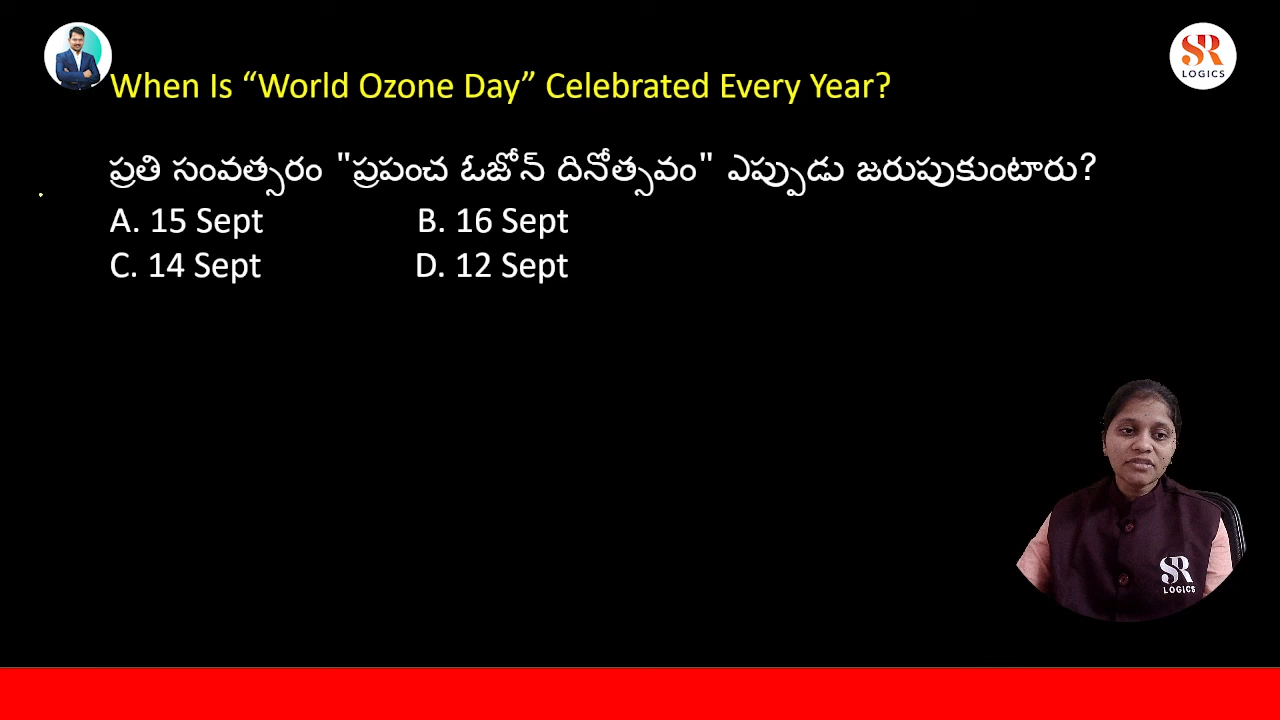 SR
LOGICS
When Is “World Ozone Day” Celebrated Every Year?
ప్రతి సంవత్సరం "ప్రపంచ ఓజోన్ దినోత్సవం" ఎప్పుడు జరుపుకుంటారు?
A. 15 Sept B. 16 Sept
C. 14 Sept D. 12 Sept
SR
LOGICS